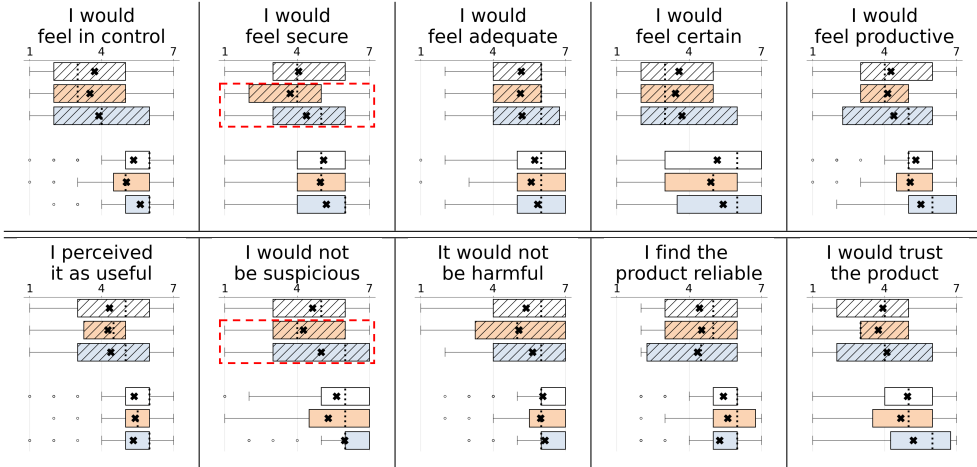 I would
feel in control
1 4 7
I would
feel secure
1 4 7
I would
feel adequate
1 4 7
I would
feel certain
1 4 7
I would
feel productive
1 4 7
I perceived
it as useful
1 4 7
I would not
be suspicious
1 4 7
It would not
be harmful
1 4 7
I find the
product reliable
1 4 7
I would trust
the product
1 4 7